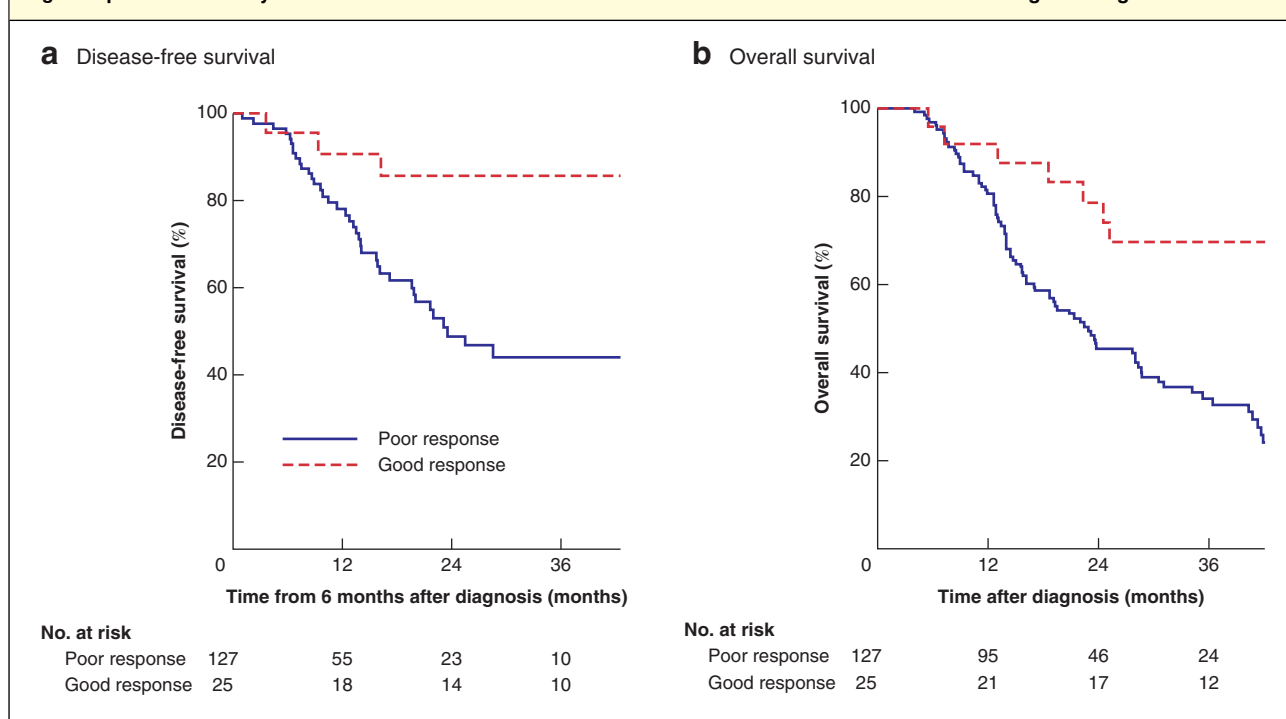 a Disease-free survival
100
80
60
40
20
0
12
24
36
Disease-free survival (%)
Poor response
Good response
Time from 6 months after diagnosis (months)
No. at risk
Poor response 127 55 23 10
Good response 25 18 14 10
b Overall survival
100
80
60
40
20
0
12
24
36
Overall survival (%)
Time after diagnosis (months)
No. at risk
Poor response 127 95 46 24
Good response 25 21 17 12